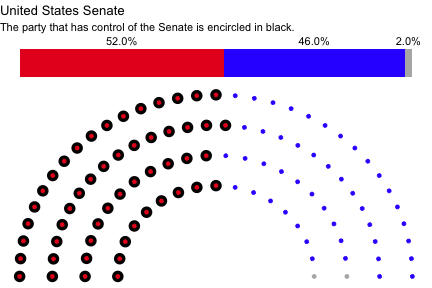 United States Senate
The party that has control of the Senate is encircled in black.
52.0% 46.0% 2.0%